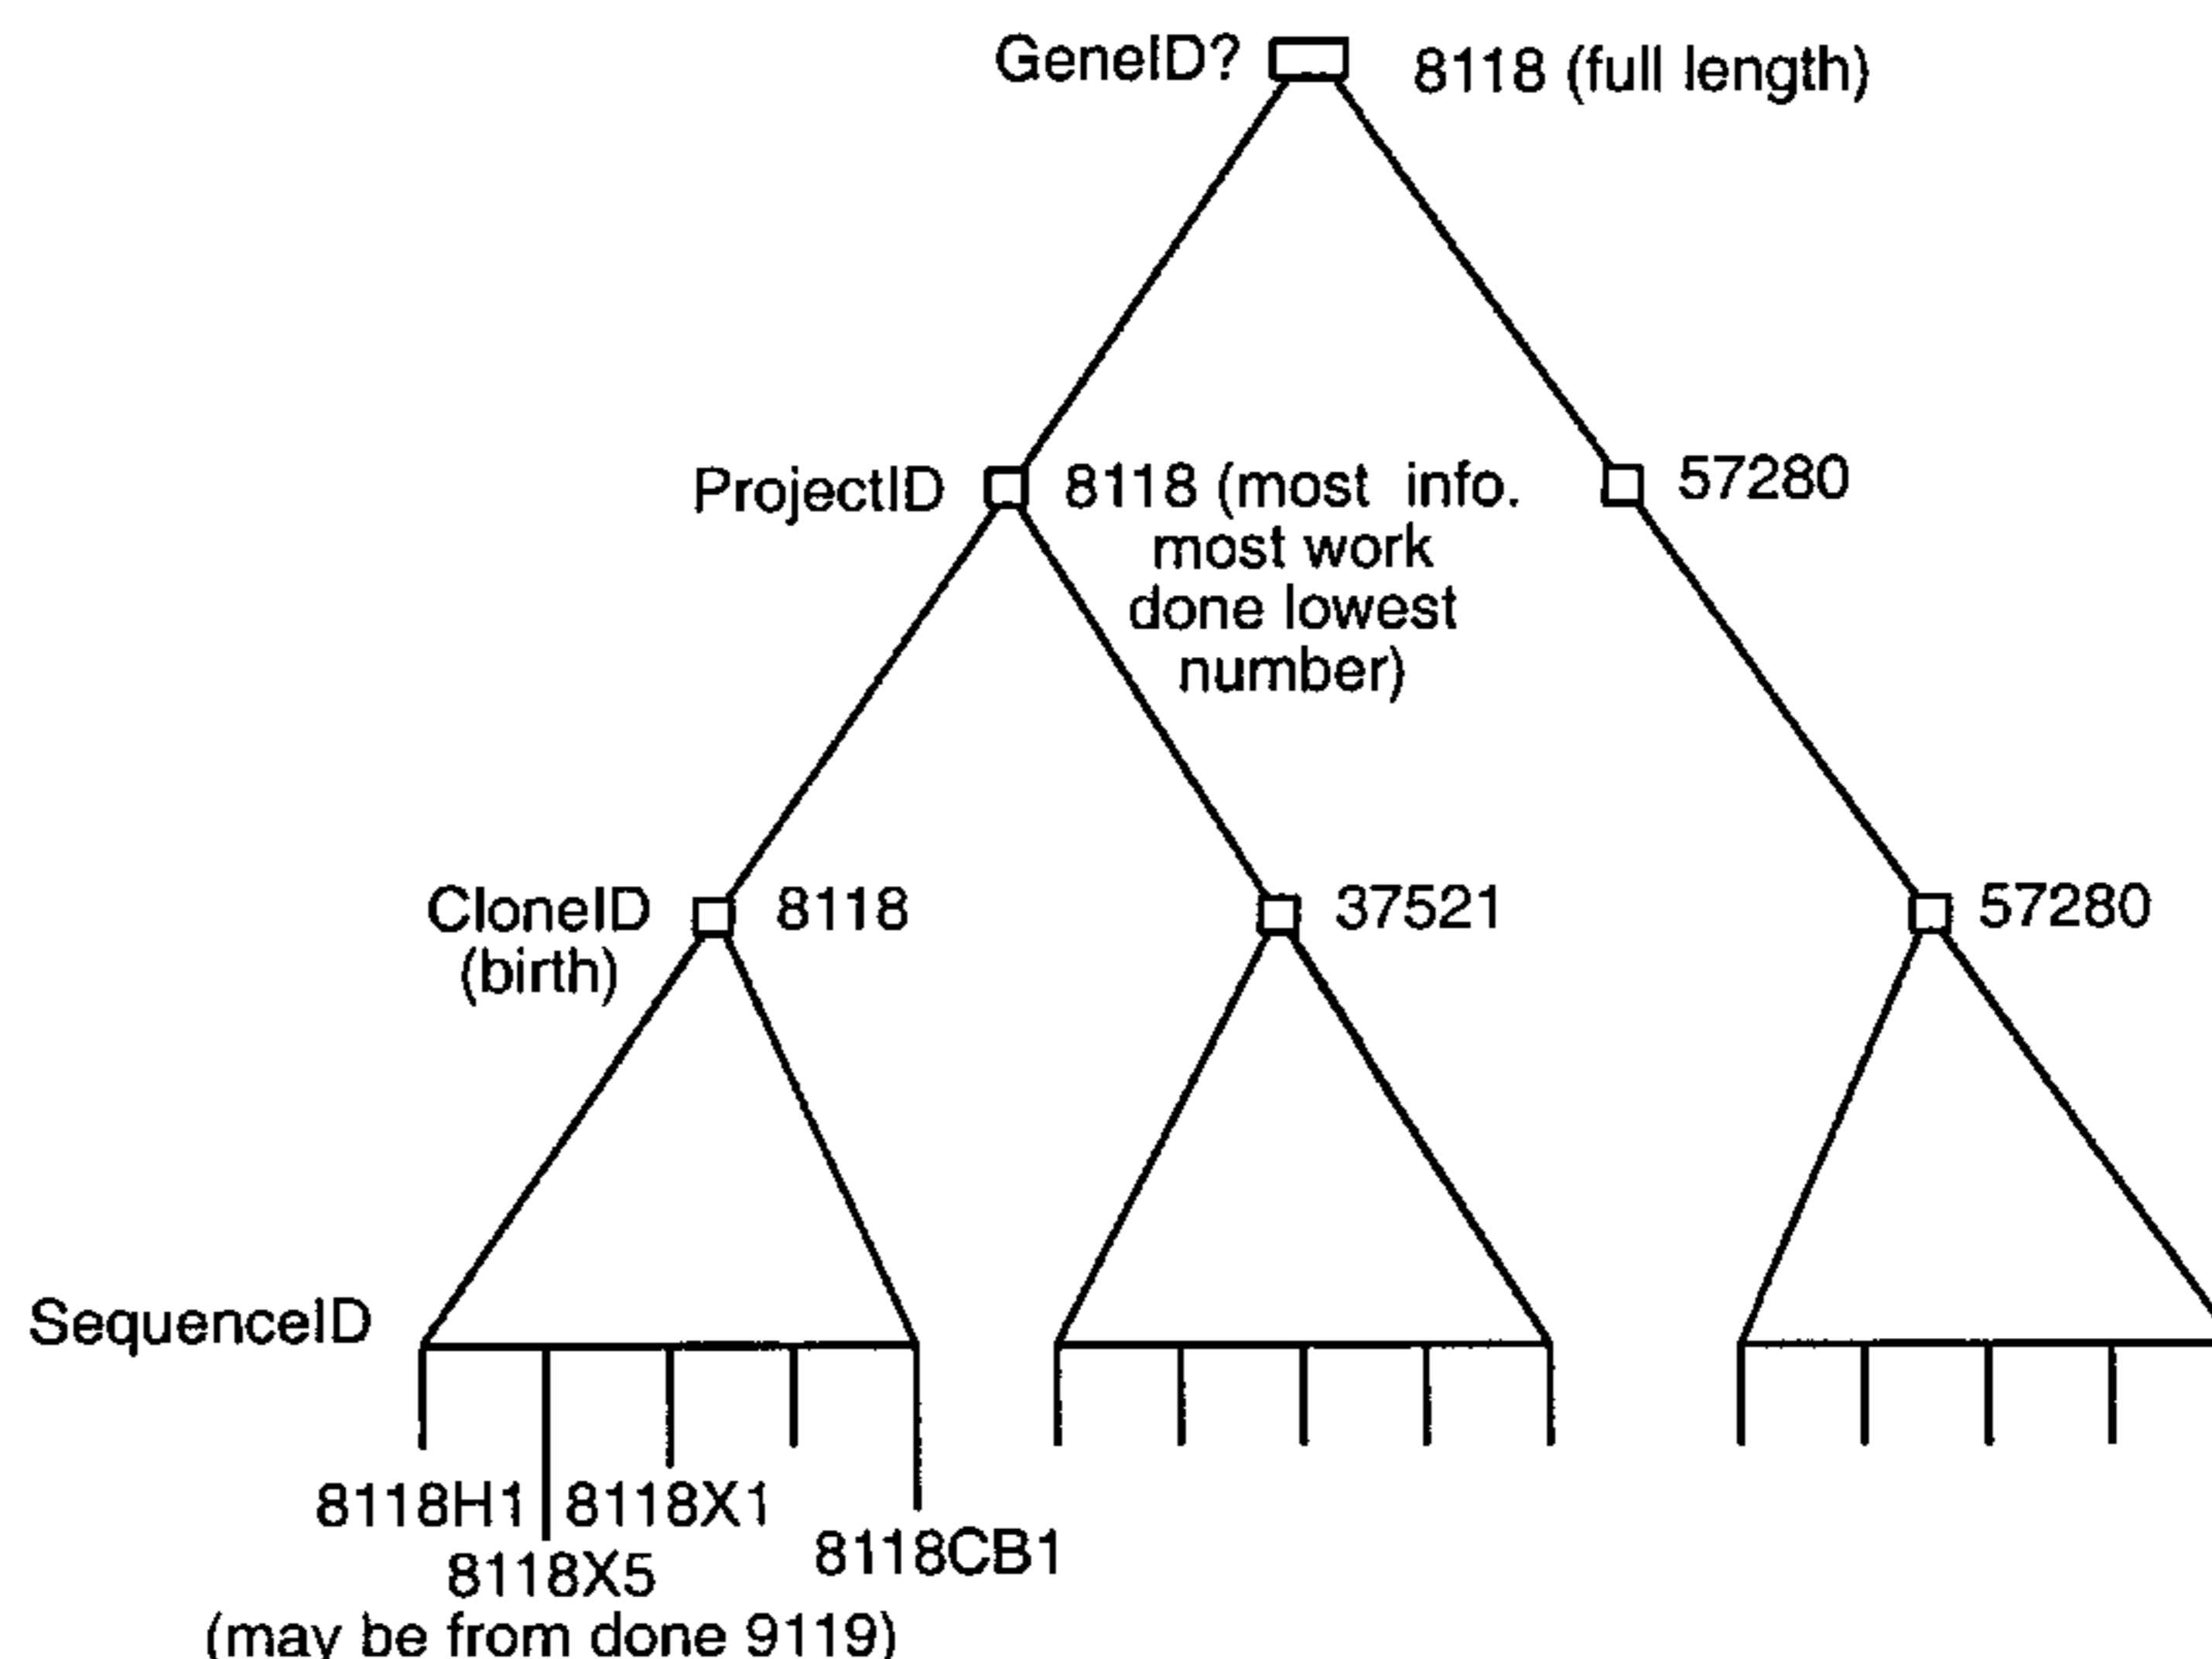 GeneID? 8118 (full length)
ProjectID 8118 (most info. 57280
most work
done lowest
number)
CloneID 8118 37521 57280
(birth)
SequenceID
8118H1 8118X1
8118CB1
8118X5
(may be from done 9119)